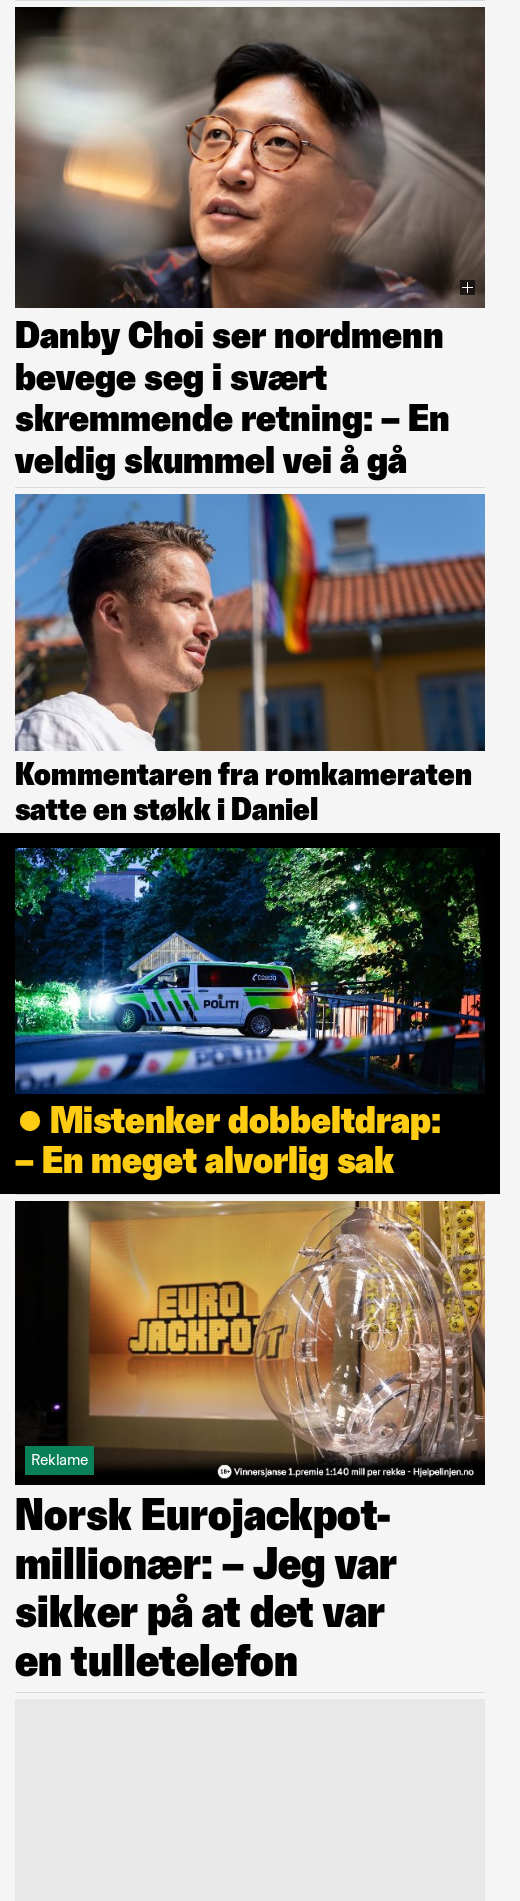 Danby Choi ser nordmenn
bevege seg i svært
skremmende retning: – En
veldig skummel vei å gå
Kommentaren fra romkameraten
satte en støkk i Daniel
POLITI
POLITI
Mistenker dobbeltdrap:
– En meget alvorlig sak
EURO
JACKPOT
Reklame
18+ Vinnersjanse 1.premie 1:140 mill per rekke - Hjelpelinjen.no
Norsk Eurojackpot-
millionær: – Jeg var
sikker på at det var
en tulletelefon